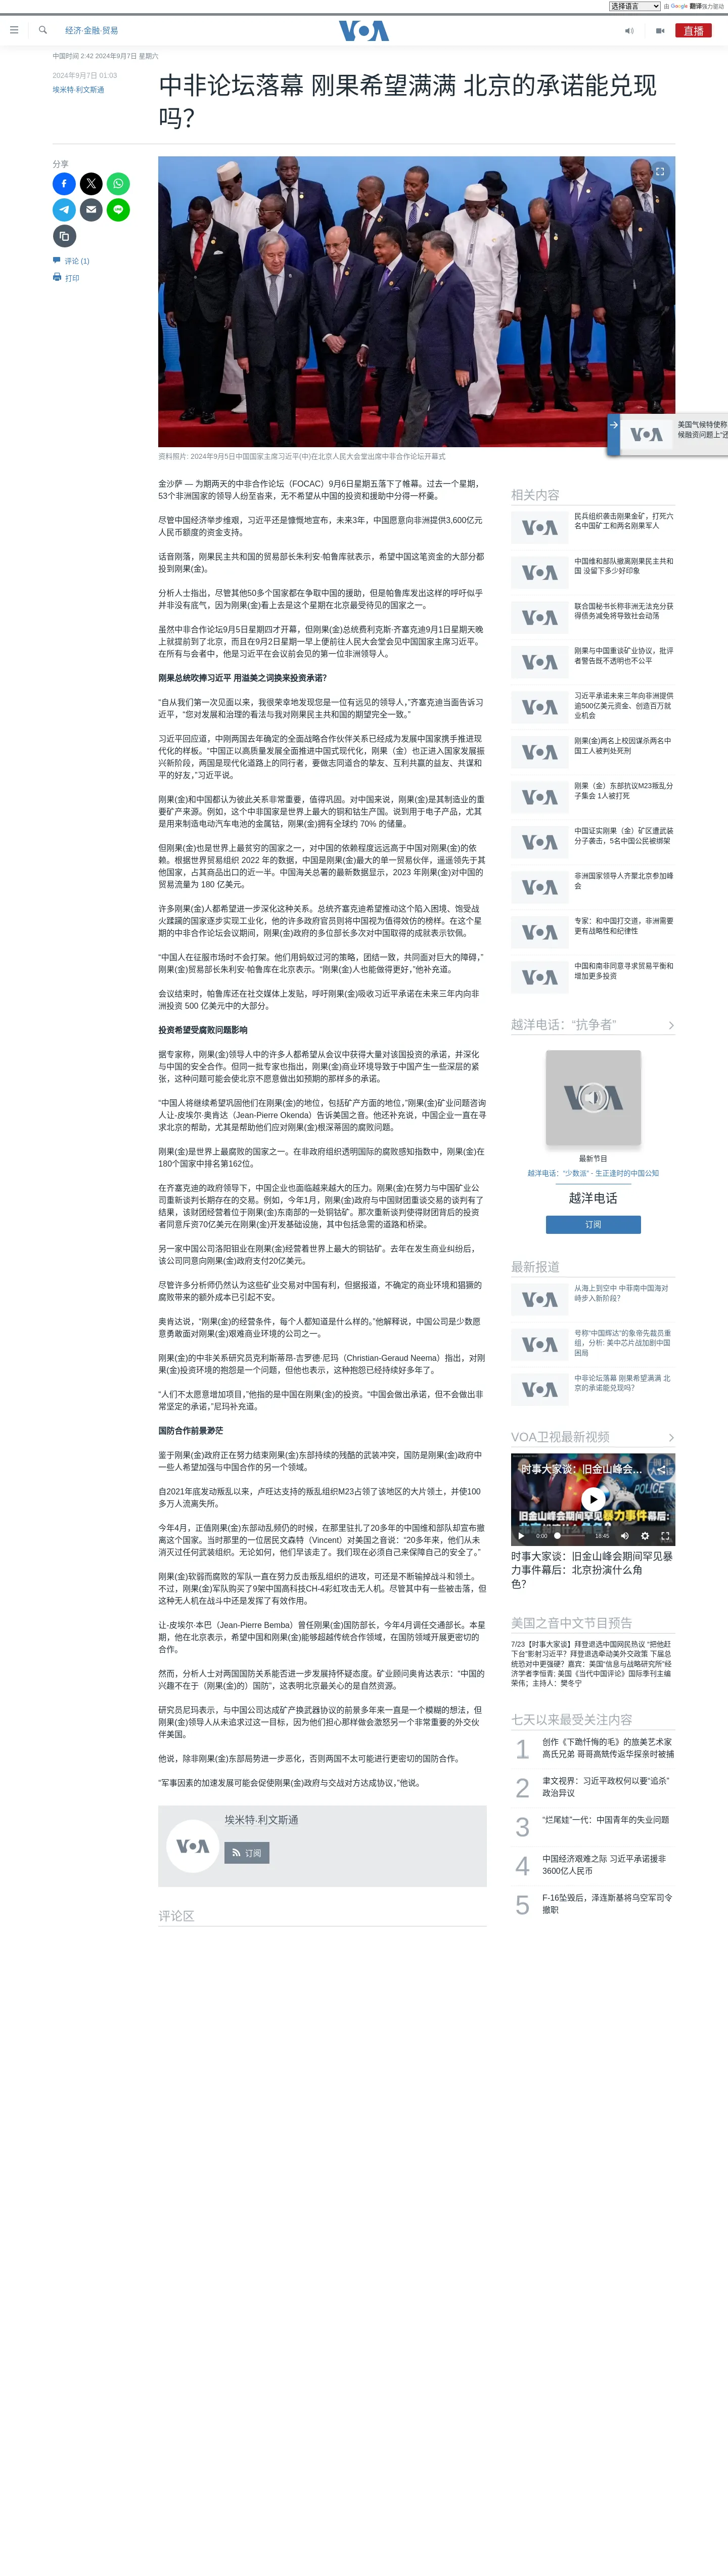 选择语言 由 Google 翻译强力驱动
经济·金融·贸易
VOA
直播
中国时间 2:42 2024年9月7日 星期六
2024年9月7日 01:03
埃米特·利文斯通
中非论坛落幕 刚果希望满满 北京的承诺能兑现
吗？
分享
评论 (1)
打印
资料照片: 2024年9月5日中国国家主席习近平(中)在北京人民大会堂出席中非合作论坛开幕式
美国气候特使称
候融资问题上“还
金沙萨 — 为期两天的中非合作论坛（FOCAC）9月6日星期五落下了帷幕。过去一个星期，
53个非洲国家的领导人纷至沓来，无不希望从中国的投资和援助中分得一杯羹。
尽管中国经济举步维艰，习近平还是慷慨地宣布，未来3年，中国愿意向非洲提供3,600亿元
人民币额度的资金支持。
话音刚落，刚果民主共和国的贸易部长朱利安·帕鲁库就表示，希望中国这笔资金的大部分都
投到刚果(金)。
分析人士指出，尽管其他50多个国家都在争取中国的援助，但是帕鲁库发出这样的呼吁似乎
并非没有底气，因为刚果(金)看上去是这个星期在北京最受待见的国家之一。
虽然中非合作论坛9月5日星期四才开幕，但刚果(金)总统费利克斯·齐塞克迪9月1日星期天晚
上就提前到了北京，而且在9月2日星期一早上便前往人民大会堂会见中国国家主席习近平。
在所有与会者中，他是习近平在会议前会见的第一位非洲领导人。
刚果总统吹捧习近平 用溢美之词换来投资承诺？
“自从我们第一次见面以来，我很荣幸地发现您是一位有远见的领导人，”齐塞克迪当面告诉习
近平，“您对发展和治理的看法与我对刚果民主共和国的期望完全一致。”
习近平回应道，中刚两国去年确定的全面战略合作伙伴关系已经成为发展中国家携手推进现
代化的样板。“中国正以高质量发展全面推进中国式现代化，刚果（金）也正进入国家发展振
兴新阶段，两国是现代化道路上的同行者，要做志同道合的挚友、互利共赢的益友、共谋和
平的好友，”习近平说。
刚果(金)和中国都认为彼此关系非常重要，值得巩固。对中国来说，刚果(金)是其制造业的重
要矿产来源。例如，这个中非国家是世界上最大的铜和钴生产国。说到用于电子产品，尤其
是用来制造电动汽车电池的金属钴，刚果(金)拥有全球约 70% 的储量。
但刚果(金)也是世界上最贫穷的国家之一，对中国的依赖程度远远高于中国对刚果(金)的依
赖。根据世界贸易组织 2022 年的数据，中国是刚果(金)最大的单一贸易伙伴，遥遥领先于其
他国家，占其商品出口的近一半。中国海关总署的最新数据显示，2023 年刚果(金)对中国的
贸易流量为 180 亿美元。
许多刚果(金)人都希望进一步深化这种关系。总统齐塞克迪希望推动这个陷入困境、饱受战
火蹂躏的国家逐步实现工业化，他的许多政府官员则将中国视为值得效仿的榜样。在这个星
期的中非合作论坛会议期间，刚果(金)政府的多位部长多次对中国取得的成就表示钦佩。
“中国人在征服市场时不会打架。他们用蚂蚁过河的策略，团结一致，共同面对巨大的障碍，”
刚果(金)贸易部长朱利安·帕鲁库在北京表示。“刚果(金)人也能做得更好，”他补充道。
会议结束时，帕鲁库还在社交媒体上发贴，呼吁刚果(金)吸收习近平承诺在未来三年内向非
洲投资 500 亿美元中的大部分。
投资希望受腐败问题影响
据专家称，刚果(金)领导人中的许多人都希望从会议中获得大量对该国投资的承诺，并深化
与中国的安全合作。但同一批专家也指出，刚果(金)商业环境导致于中国产生一些深层的紧
张，这种问题可能会使北京不愿意做出如预期的那样多的承诺。
“中国人将继续希望巩固他们在刚果(金)的地位，包括矿产方面的地位，”刚果(金)矿业问题咨询
人让-皮埃尔·奥肯达（Jean-Pierre Okenda）告诉美国之音。他还补充说，中国企业一直在寻
求北京的帮助，尤其是帮助他们应对刚果(金)根深蒂固的腐败问题。
刚果(金)是世界上最腐败的国家之一。在非政府组织透明国际的腐败感知指数中，刚果(金)在
180个国家中排名第162位。
在齐塞克迪的政府领导下，中国企业也面临越来越大的压力。刚果(金)在努力与中国矿业公
司重新谈判长期存在的交易。例如，今年1月，刚果(金)政府与中国财团重谈交易的谈判有了
结果，该财团经营着位于刚果(金)东南部的一处铜钴矿。那次重新谈判使得财团背后的投资
者同意斥资70亿美元在刚果(金)开发基础设施，其中包括急需的道路和桥梁。
另一家中国公司洛阳钼业在刚果(金)经营着世界上最大的铜钴矿。去年在发生商业纠纷后，
该公司同意向刚果(金)政府支付20亿美元。
尽管许多分析师仍然认为这些矿业交易对中国有利，但据报道，不确定的商业环境和猖獗的
腐败带来的额外成本已引起不安。
奥肯达说，“刚果(金)的经营条件，每个人都知道是什么样的。”他解释说，中国公司是少数愿
意勇敢面对刚果(金)艰难商业环境的公司之一。
刚果(金)的中非关系研究员克利斯蒂昂-吉罗德·尼玛（Christian-Geraud Neema）指出，对刚
果(金)投资环境的抱怨是一个问题，但他也表示，这种抱怨已经持续好多年了。
“人们不太愿意增加项目，”他指的是中国在刚果(金)的投资。“中国会做出承诺，但不会做出非
常坚定的承诺，”尼玛补充道。
国防合作前景渺茫
鉴于刚果(金)政府正在努力结束刚果(金)东部持续的残酷的武装冲突，国防是刚果(金)政府中
一些人希望加强与中国合作的另一个领域。
自2021年底发动叛乱以来，卢旺达支持的叛乱组织M23占领了该地区的大片领土，并使100
多万人流离失所。
今年4月，正值刚果(金)东部动乱频仍的时候，在那里驻扎了20多年的中国维和部队却宣布撤
离这个国家。当时那里的一位居民文森特（Vincent）对美国之音说：“20多年来，他们从未
消灭过任何武装组织。无论如何，他们早该走了。我们现在必须自己来保障自己的安全了。”
刚果(金)软弱而腐败的军队一直在努力反击叛乱组织的进攻，可还是不断输掉战斗和领土。
不过，刚果(金)军队购买了9架中国高科技CH-4彩虹攻击无人机。尽管其中有一些被击落，但
这种无人机在战斗中还是发挥了有效作用。
让-皮埃尔·本巴（Jean-Pierre Bemba）曾任刚果(金)国防部长，今年4月调任交通部长。本星
期，他在北京表示，希望中国和刚果(金)能够超越传统合作领域，在国防领域开展更密切的
合作。
然而，分析人士对两国国防关系能否进一步发展持怀疑态度。矿业顾问奥肯达表示：“中国的
兴趣不在于（刚果(金)的）国防”，这表明北京最关心的是自然资源。
研究员尼玛表示，与中国公司达成矿产换武器协议的前景多年来一直是一个模糊的想法，但
刚果(金)领导人从未追求过这一目标，因为他们担心那样做会激怒另一个非常重要的外交伙
伴美国。
他说，除非刚果(金)东部局势进一步恶化，否则两国不太可能进行更密切的国防合作。
“军事因素的加速发展可能会促使刚果(金)政府与交战对方达成协议，”他说。
埃米特·利文斯通
订阅
评论区
相关内容
民兵组织袭击刚果金矿，打死六
名中国矿工和两名刚果军人
中国维和部队撤离刚果民主共和
国 没留下多少好印象
联合国秘书长称非洲无法充分获
得债务减免将导致社会动荡
刚果与中国重谈矿业协议，批评
者警告既不透明也不公平
习近平承诺未来三年向非洲提供
逾500亿美元资金、创造百万就
业机会
刚果(金)两名上校因谋杀两名中
国工人被判处死刑
刚果（金）东部抗议M23叛乱分
子集会 1人被打死
中国证实刚果（金）矿区遭武装
分子袭击，5名中国公民被绑架
非洲国家领导人齐聚北京参加峰
会
专家：和中国打交道，非洲需要
更有战略性和纪律性
中国和南非同意寻求贸易平衡和
增加更多投资
越洋电话：“抗争者”
最新节目
越洋电话：“少数派” - 生正逢时的中国公知
越洋电话
订阅
最新报道
从海上到空中 中菲南中国海对
峙步入新阶段？
号称“中国辉达”的象帝先裁员重
组，分析: 美中芯片战加剧中国
困局
中非论坛落幕 刚果希望满满 北
京的承诺能兑现吗？
VOA卫视最新视频
时事大家谈：旧金山峰会...
旧金山峰会期间罕见暴力事件幕后:
0:00 18:45
时事大家谈：旧金山峰会期间罕见暴
力事件幕后：北京扮演什么角
色？
美国之音中文节目预告
7/23【时事大家谈】拜登退选中国网民热议 “把他赶
下台”影射习近平？拜登退选牵动美外交政策 下届总
统恐对中更强硬？嘉宾：美国“信息与战略研究所”经
济学者李恒青; 美国《当代中国评论》国际季刊主编
荣伟；主持人：樊冬宁
七天以来最受关注内容
1 创作《下跪忏悔的毛》的旅美艺术家
高氏兄弟 哥哥高兟传返华探亲时被捕
2 肃文视界：习近平政权何以要“追杀”
政治异议
3 “烂尾娃”一代：中国青年的失业问题
4 中国经济艰难之际 习近平承诺援非
3600亿人民币
5 F-16坠毁后，泽连斯基将乌空军司令
撤职